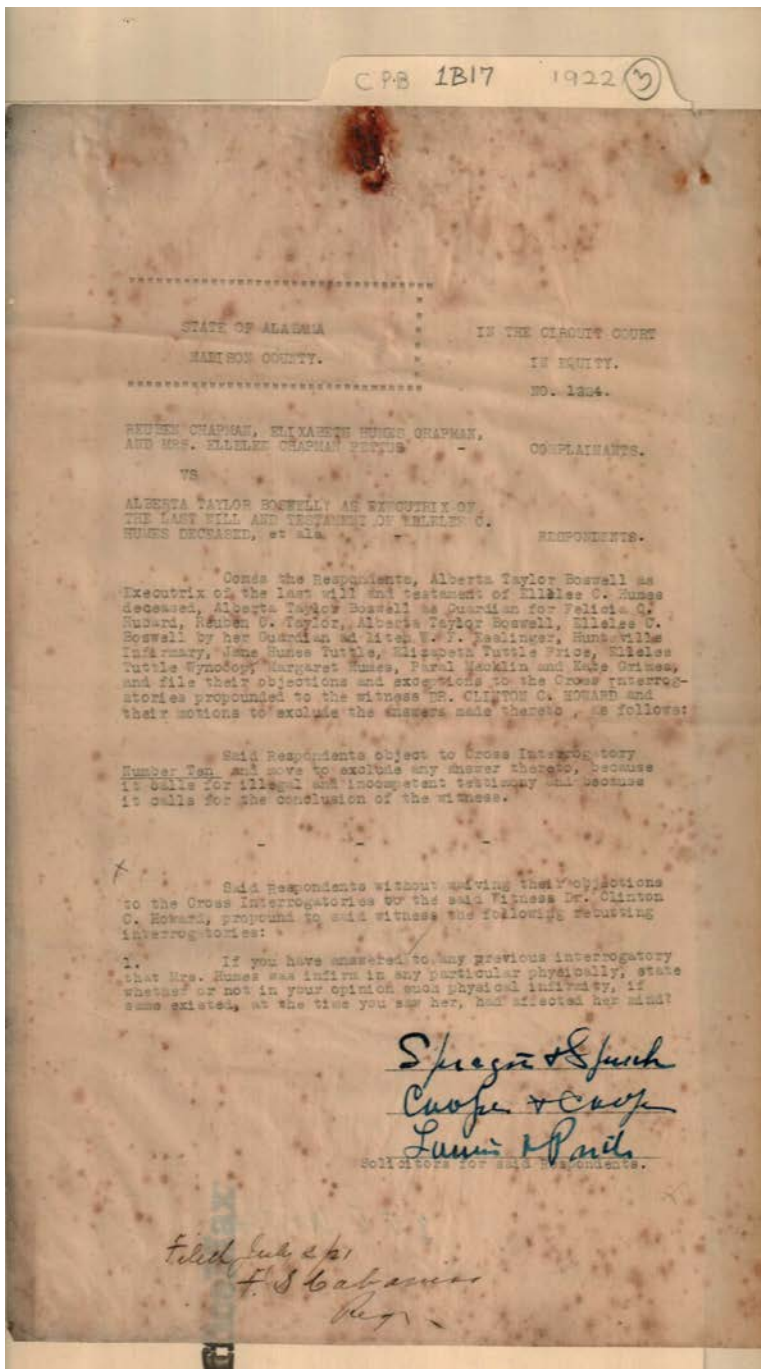 C P.B 1B17 1922 3
STATE OF ALABAMA
MADISON COUNTY.
IN THE CIRCUIT COURT
IN EQUITY.
NO. 1324.
REUBEN CHAPMAN, ELIXABETH HUMES CHAPMAN,
AND MRS. ELLELEE CHAPMAN PETTUS - COMPLAINANTS.
VS
ALBERTA TAYLOR BOSWELL AS EXECUTRIX OF
THE LAST WILL AND TESTAMENT OF ELLELEE C.
HUMES DECEASED, et als - RESPONDENTS.
Comes the Respondents, Alberta Taylor Boswell as
Executrix of the last will and testament of Ellelee C. Humes
deceased, Alberta Taylor Boswell as Guardian for Felicia C.
Hubard, Reuben C. Taylor, Alberta Taylor Boswell, Ellelee C.
Boswell by her Guardian ad litem W. F. Esslinger, Huntsville
Infirmary, Jane Humes Tuttle, Elizabeth Tuttle Price, Ellelee
Tuttle Margaret Humes, Macklin and Kate Grimes,
and file their objections and exceptions to the Cross Interrog-
atories propounded to the witness DR. CLINTON C. HOWARD and
their motions to exclude the answers made thereto , as follows:
Said Respondents object to Cross Interrogatory
Number Ten and move to exclude any answer thereto, because
it calls for illegal and incompetent testimony and because
it calls for the conclusion of the witness.
- - -
x
Said Respondents without waiving their objections
to the Cross Interrogatories to the said Witness Dr. Clinton
C. Howard, propound to said witness the following rebutting
interrogatories:
1. If you have answered to any previous interrogatory
that Mrs. Humes was infirm in any particular physically, state
whether or not in your opinion such physical infirmity, if
same existed, at the time you saw her, had affected her mind?
Cooper & Cooper
Solicitors for said Respondents.
Filed July 2/21
F. S Cabaniss
Reg.